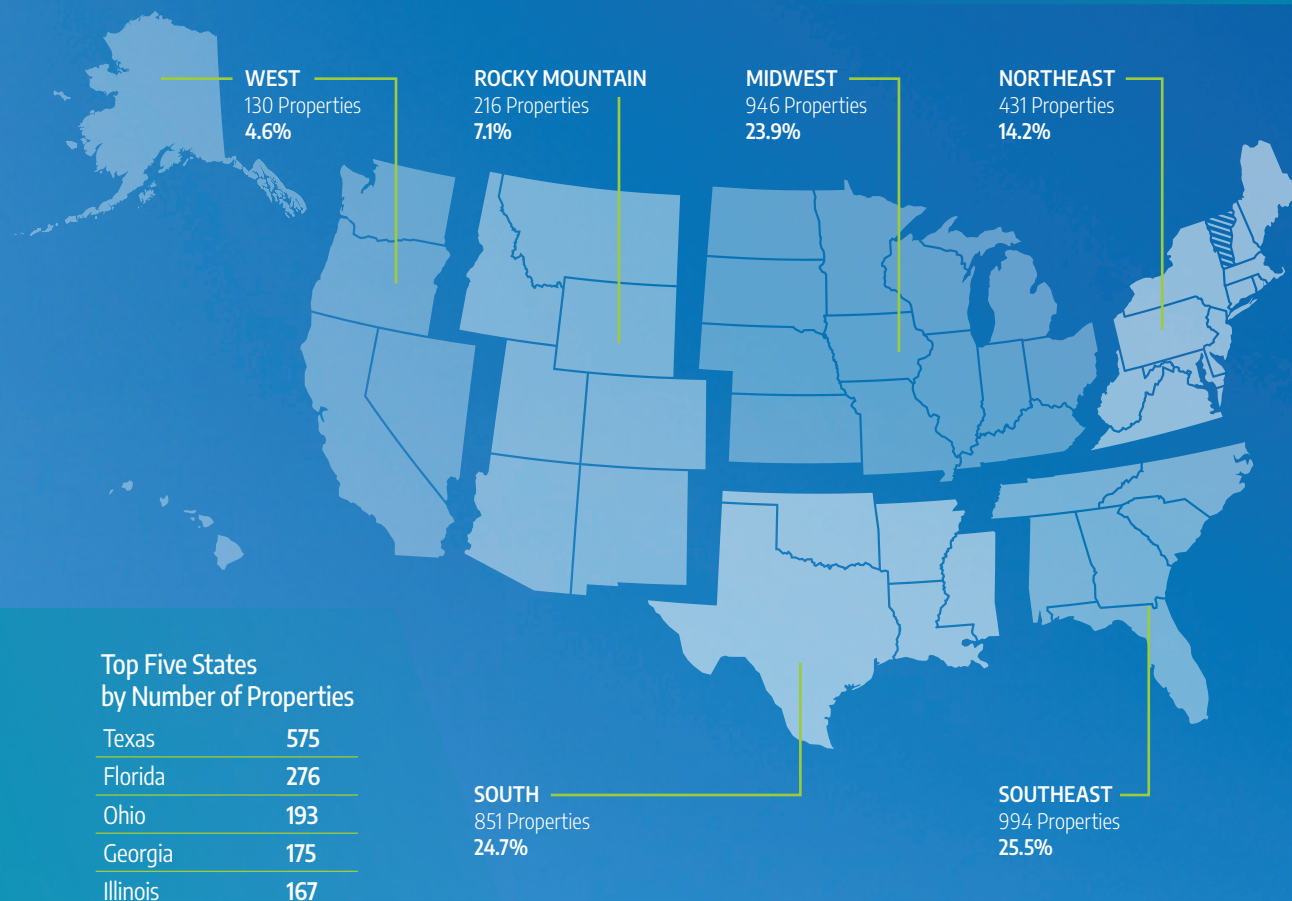 WEST
130 Properties
4.6%
ROCKY MOUNTAIN
216 Properties
7.1%
MIDWEST
946 Properties
23.9%
NORTHEAST
431 Properties
14.2%
Top Five States
by Number of Properties
Texas 575
Florida 276
Ohio 193
Georgia 175
Illinois 167
SOUTH
851 Properties
24.7%
SOUTHEAST
994 Properties
25.5%